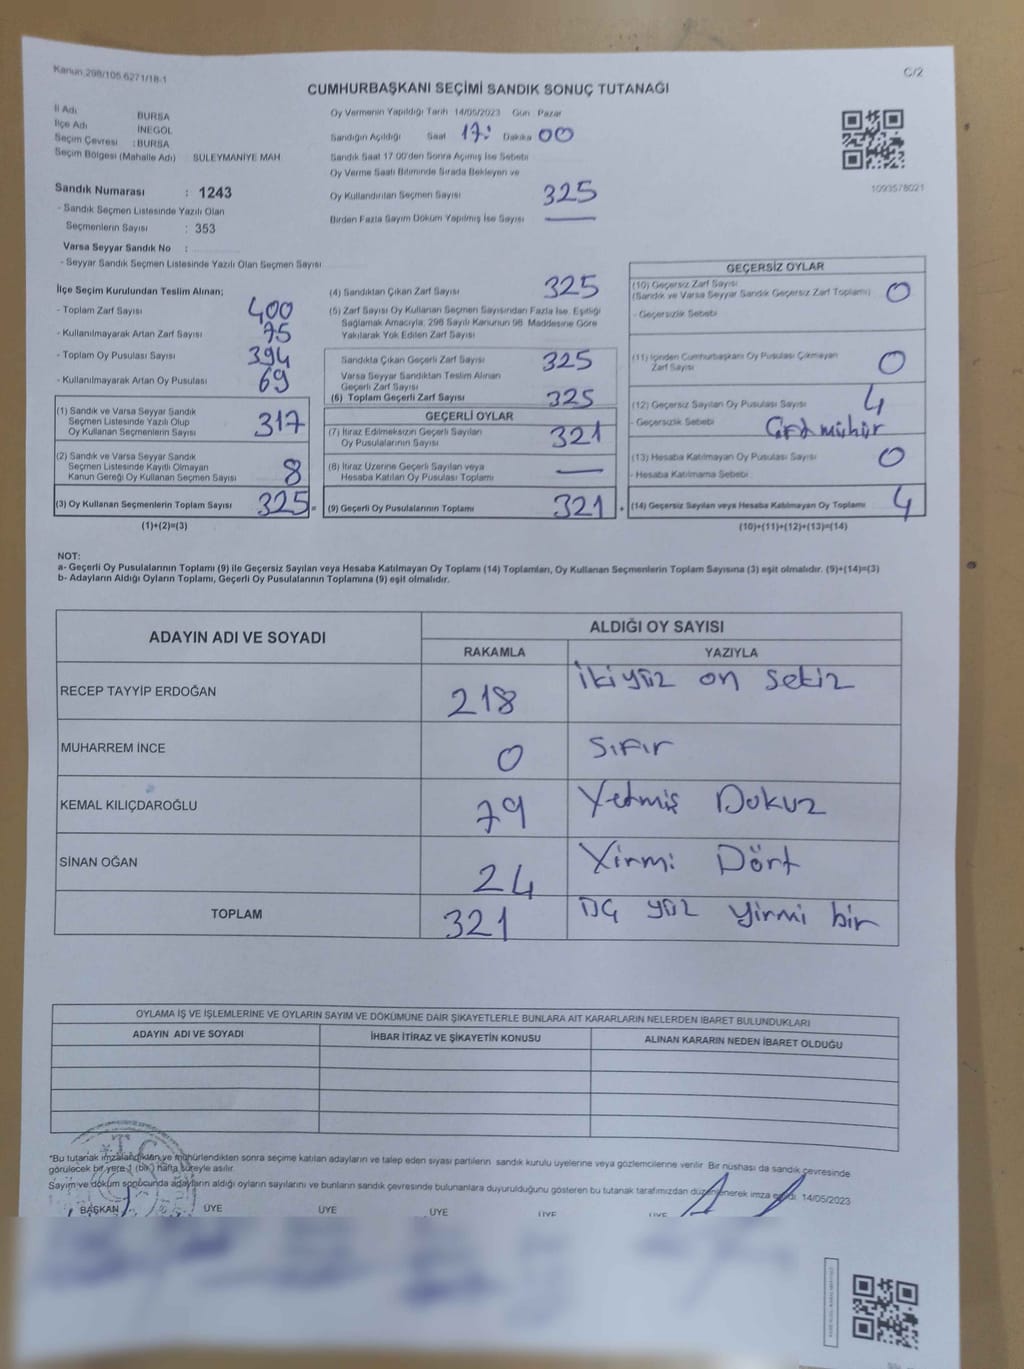 Kanun.298/105.6271/18-1
C/2
CUMHURBAŞKANI SEÇİMİ SANDIK SONUÇ TUTANAĞI
İl Adı BURSA
İlçe Adı İNEGÖL
Seçim Çevresi : BURSA
Seçim Bölgesi (Mahalle Adı) SÜLEYMANİYE MAH
Sandık Numarası : 1243
- Sandık Seçmen Listesinde Yazılı Olan
Seçmenlerin Sayısı : 353
Varsa Seyyar Sandık No :
- Seyyar Sandık Seçmen Listesinde Yazılı Olan Seçmen Sayısı
Oy Vermenin Yapıldığı Tarih 14/05/2023 Gün Pazar
Sandığın Açıldığı Saat 17: Dakika 00
Sandık Saat 17:00'den Sonra Açılmış İse Sebebi
Oy Verme Saati Bitiminde Sırada Bekleyen ve
Oy Kullandırılan Seçmen Sayısı 325
Birden Fazla Sayım Döküm Yapılmış İse Sayısı —
1093578021
İlçe Seçim Kurulundan Teslim Alınan;
- Toplam Zarf Sayısı 400
- Kullanılmayarak Artan Zarf Sayısı 75
- Toplam Oy Pusulası Sayısı 394
- Kullanılmayarak Artan Oy Pusulası 69
(1) Sandık ve Varsa Seyyar Sandık
Seçmen Listesinde Yazılı Olup
Oy Kullanan Seçmenlerin Sayısı 317
(2) Sandık ve Varsa Seyyar Sandık
Seçmen Listesinde Kayıtlı Olmayan
Kanun Gereği Oy Kullanan Seçmen Sayısı 8
(3) Oy Kullanan Seçmenlerin Toplam Sayısı 325 =
(1)+(2)=(3)
(4) Sandıktan Çıkan Zarf Sayısı 325
(5) Zarf Sayısı Oy Kullanan Seçmen Sayısından Fazla İse, Eşitliği
Sağlamak Amacıyla; 298 Sayılı Kanunun 98. Maddesine Göre
Yakılarak Yok Edilen Zarf Sayısı
Sandıkta Çıkan Geçerli Zarf Sayısı 325
Varsa Seyyar Sandıktan Teslim Alınan
Geçerli Zarf Sayısı
(6) Toplam Geçerli Zarf Sayısı 325
GEÇERLİ OYLAR
(7) İtiraz Edilmeksizin Geçerli Sayılan
Oy Pusulalarının Sayısı 321
(8) İtiraz Üzerine Geçerli Sayılan veya
Hesaba Katılan Oy Pusulası Toplamı —
(9) Geçerli Oy Pusulalarının Toplamı 321 +
GEÇERSİZ OYLAR
(10) Geçersiz Zarf Sayısı
(Sandık ve Varsa Seyyar Sandık Geçersiz Zarf Toplamı) 0
- Geçersizlik Sebebi
(11) İçinden Cumhurbaşkanı Oy Pusulası Çıkmayan
Zarf Sayısı 0
(12) Geçersiz Sayılan Oy Pusulası Sayısı 4
- Geçersizlik Sebebi Çift mühür
(13) Hesaba Katılmayan Oy Pusulası Sayısı 0
- Hesaba Katılmama Sebebi
(14) Geçersiz Sayılan veya Hesaba Katılmayan Oy Toplamı 4
(10)+(11)+(12)+(13)=(14)
NOT:
a- Geçerli Oy Pusulalarının Toplamı (9) ile Geçersiz Sayılan veya Hesaba Katılmayan Oy Toplamı (14) Toplamları, Oy Kullanan Seçmenlerin Toplam Sayısına (3) eşit olmalıdır. (9)+(14)=(3)
b- Adayların Aldığı Oyların Toplamı, Geçerli Oy Pusulalarının Toplamına (9) eşit olmalıdır.
ADAYIN ADI VE SOYADI
ALDIĞI OY SAYISI
RAKAMLA YAZIYLA
RECEP TAYYİP ERDOĞAN 218 İkiyüz on sekiz
MUHARREM İNCE 0 Sıfır
KEMAL KILIÇDAROĞLU 79 Yetmiş Dokuz
SİNAN OĞAN 24 Yirmi Dört
TOPLAM 321 Üç yüz yirmi bir
OYLAMA İŞ VE İŞLEMLERİNE VE OYLARIN SAYIM VE DÖKÜMÜNE DAİR ŞİKAYETLERLE BUNLARA AİT KARARLARIN NELERDEN İBARET BULUNDUKLARI
ADAYIN ADI VE SOYADI İHBAR İTİRAZ VE ŞİKAYETİN KONUSU ALINAN KARARIN NEDEN İBARET OLDUĞU
*Bu tutanak imzalandıktan ve mühürlendikten sonra seçime katılan adayların ve talep eden siyasi partilerin sandık kurulu üyelerine veya gözlemcilerine verilir. Bir nüshası da sandık çevresinde
görülecek bir yere 1 (bir) hafta süreyle asılır.
Sayım ve döküm sonucunda adayların aldığı oyların sayılarını ve bunların sandık çevresinde bulunanlara duyurulduğunu gösteren bu tutanak tarafımızdan düzenlenerek imza edildi. 14/05/2023
BAŞKAN ÜYE ÜYE ÜYE ÜYE ÜYE